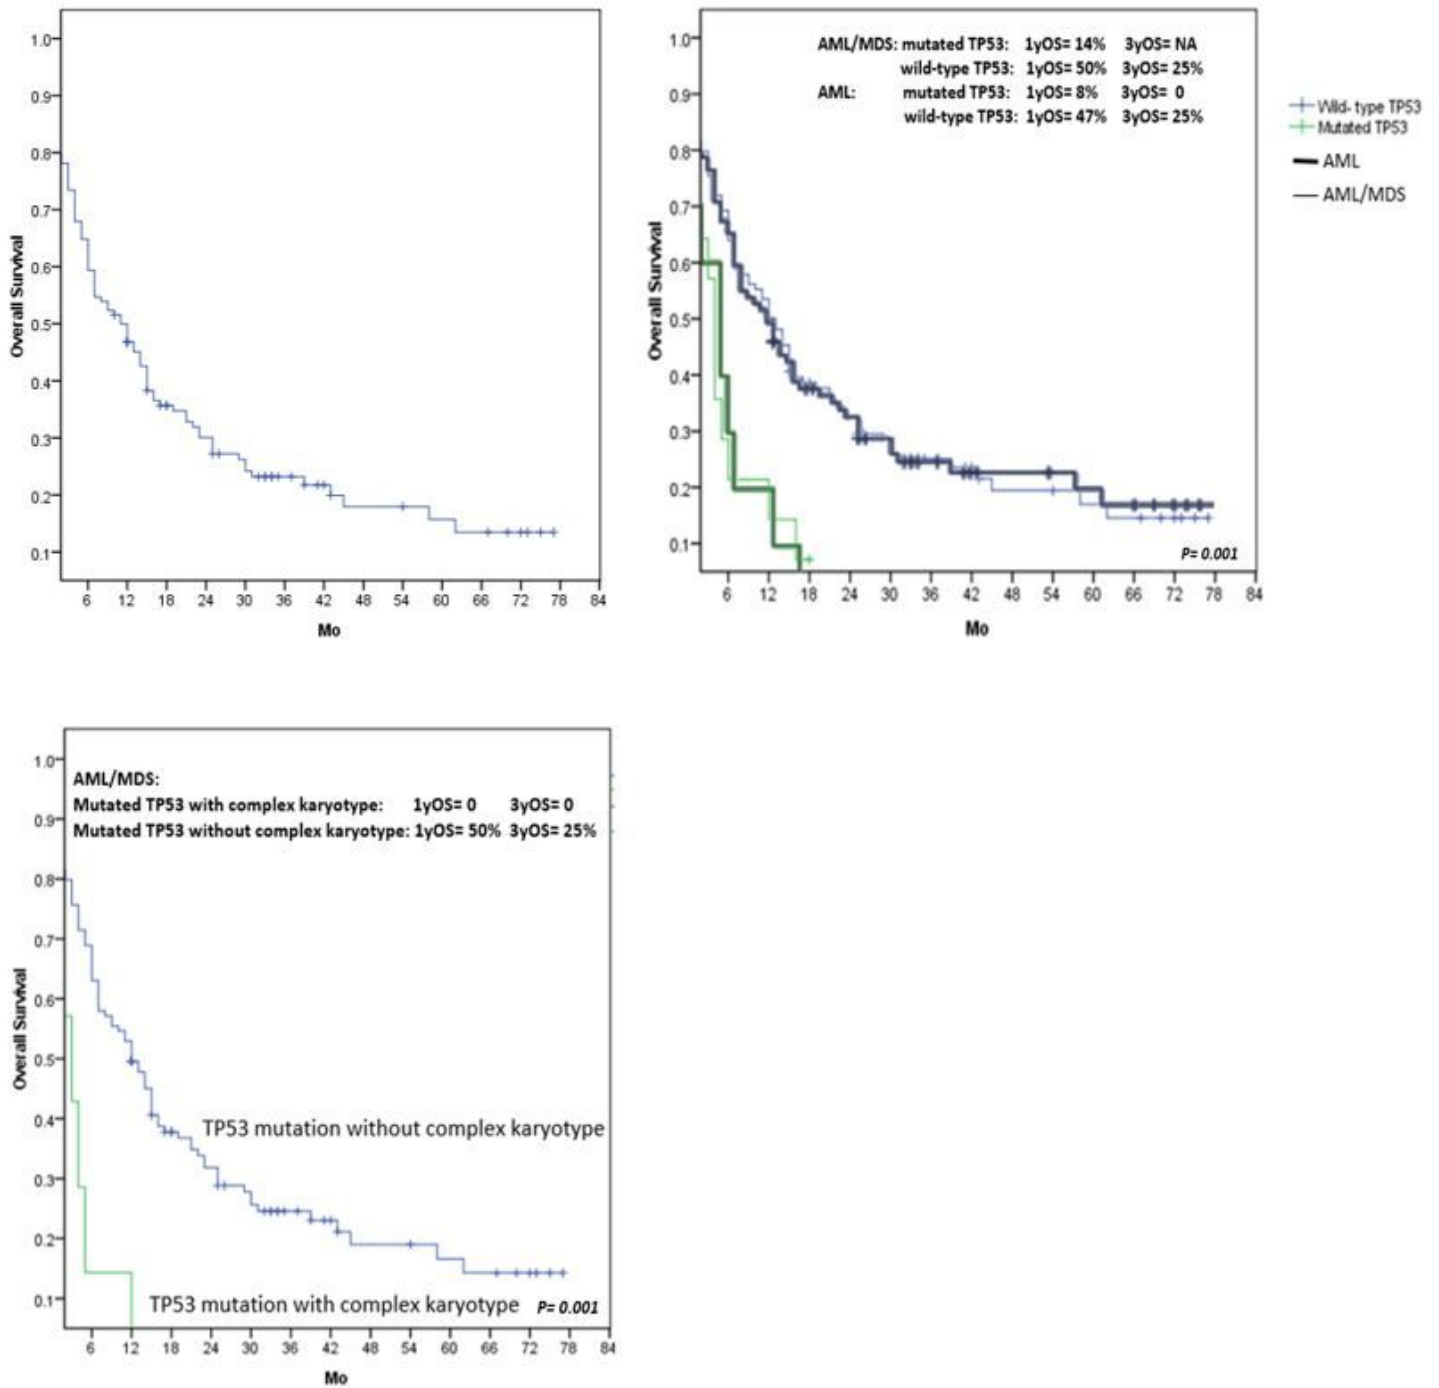 1.0
0.9
0.8
0.7
0.6
0.5
0.4
0.3
0.2
0.1
Overall Survival
6 12 18 24 30 36 42 48 54 60 66 72 78 84
Mo
AML/MDS: mutated TP53: 1yOS= 14% 3yOS= NA
wild-type TP53: 1yOS= 50% 3yOS= 25%
AML: mutated TP53: 1yOS= 8% 3yOS= 0
wild-type TP53: 1yOS= 47% 3yOS= 25%
1.0
0.9
0.8
0.7
0.6
0.5
0.4
0.3
0.2
0.1
Overall Survival
P= 0.001
6 12 18 24 30 36 42 48 54 60 66 72 78 84
Mo
Wild- type TP53
Mutated TP53
AML
AML/MDS
AML/MDS:
Mutated TP53 with complex karyotype: 1yOS= 0 3yOS= 0
Mutated TP53 without complex karyotype: 1yOS= 50% 3yOS= 25%
1.0
0.9
0.8
0.7
0.6
0.5
0.4
0.3
0.2
0.1
Overall Survival
TP53 mutation without complex karyotype
TP53 mutation with complex karyotype P= 0.001
6 12 18 24 30 36 42 48 54 60 66 72 78 84
Mo